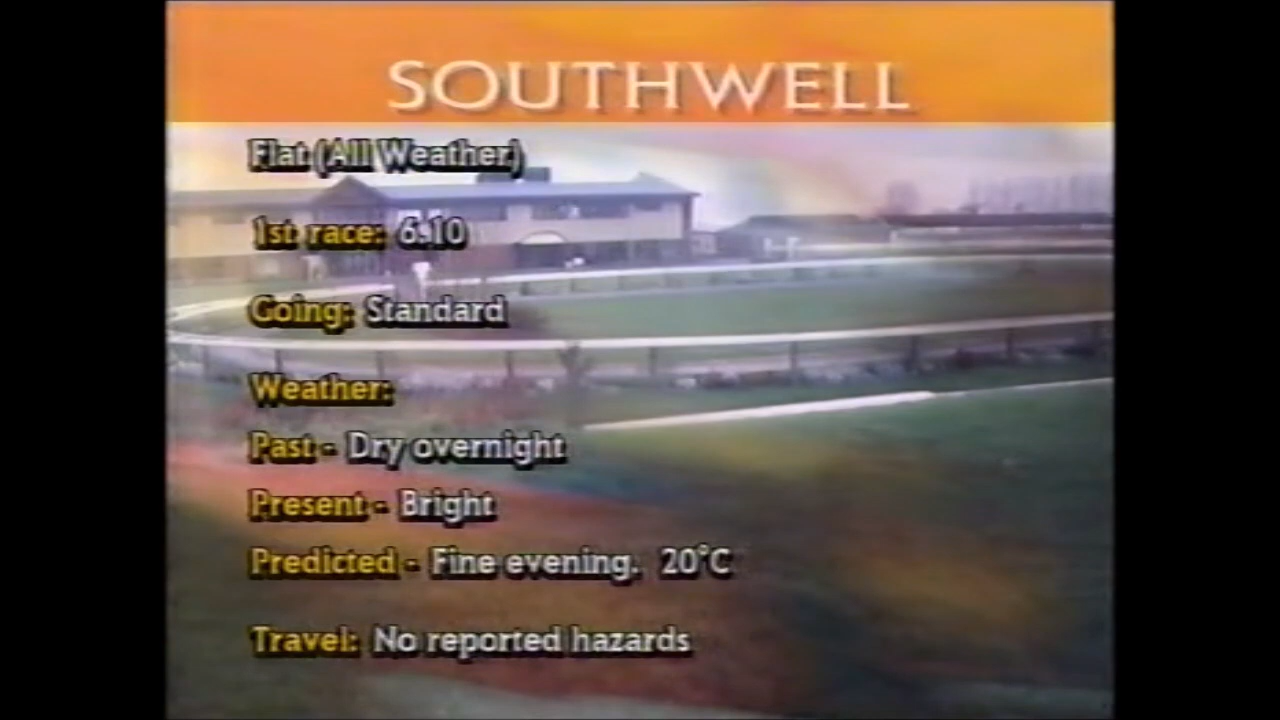 SOUTHWELL
Flat (All Weather)
1st race: 6.10
Going: Standard
Weather:
Past - Dry overnight
Present - Bright
Predicted - Fine evening. 20°C
Travel: No reported hazards